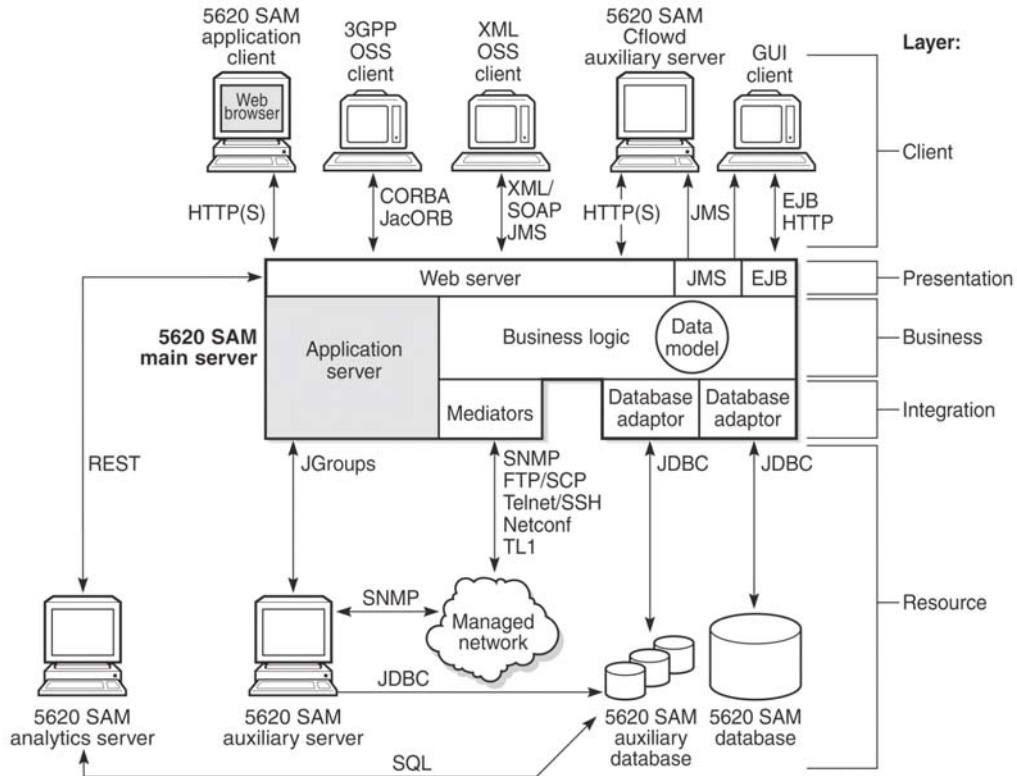 5620 SAM
application
client
3GPP
OSS
client
XML
OSS
client
5620 SAM
Cflowd
auxiliary server
GUI
client
Layer:
Web
browser
Client
HTTP(S)
CORBA
JacORB
XML/
SOAP
JMS
HTTP(S)
JMS
EJB
HTTP
Web server
JMS
EJB
Presentation
5620 SAM
main server
Application
server
Business logic
Data
model
Business
Mediators
Database
adaptor
Database
adaptor
Integration
REST
JGroups
SNMP
FTP/SCP
Telnet/SSH
Netconf
TL1
JDBC
JDBC
SNMP
Managed
network
Resource
JDBC
5620 SAM
analytics server
5620 SAM
auxiliary server
5620 SAM
auxiliary
database
5620 SAM
database
SQL